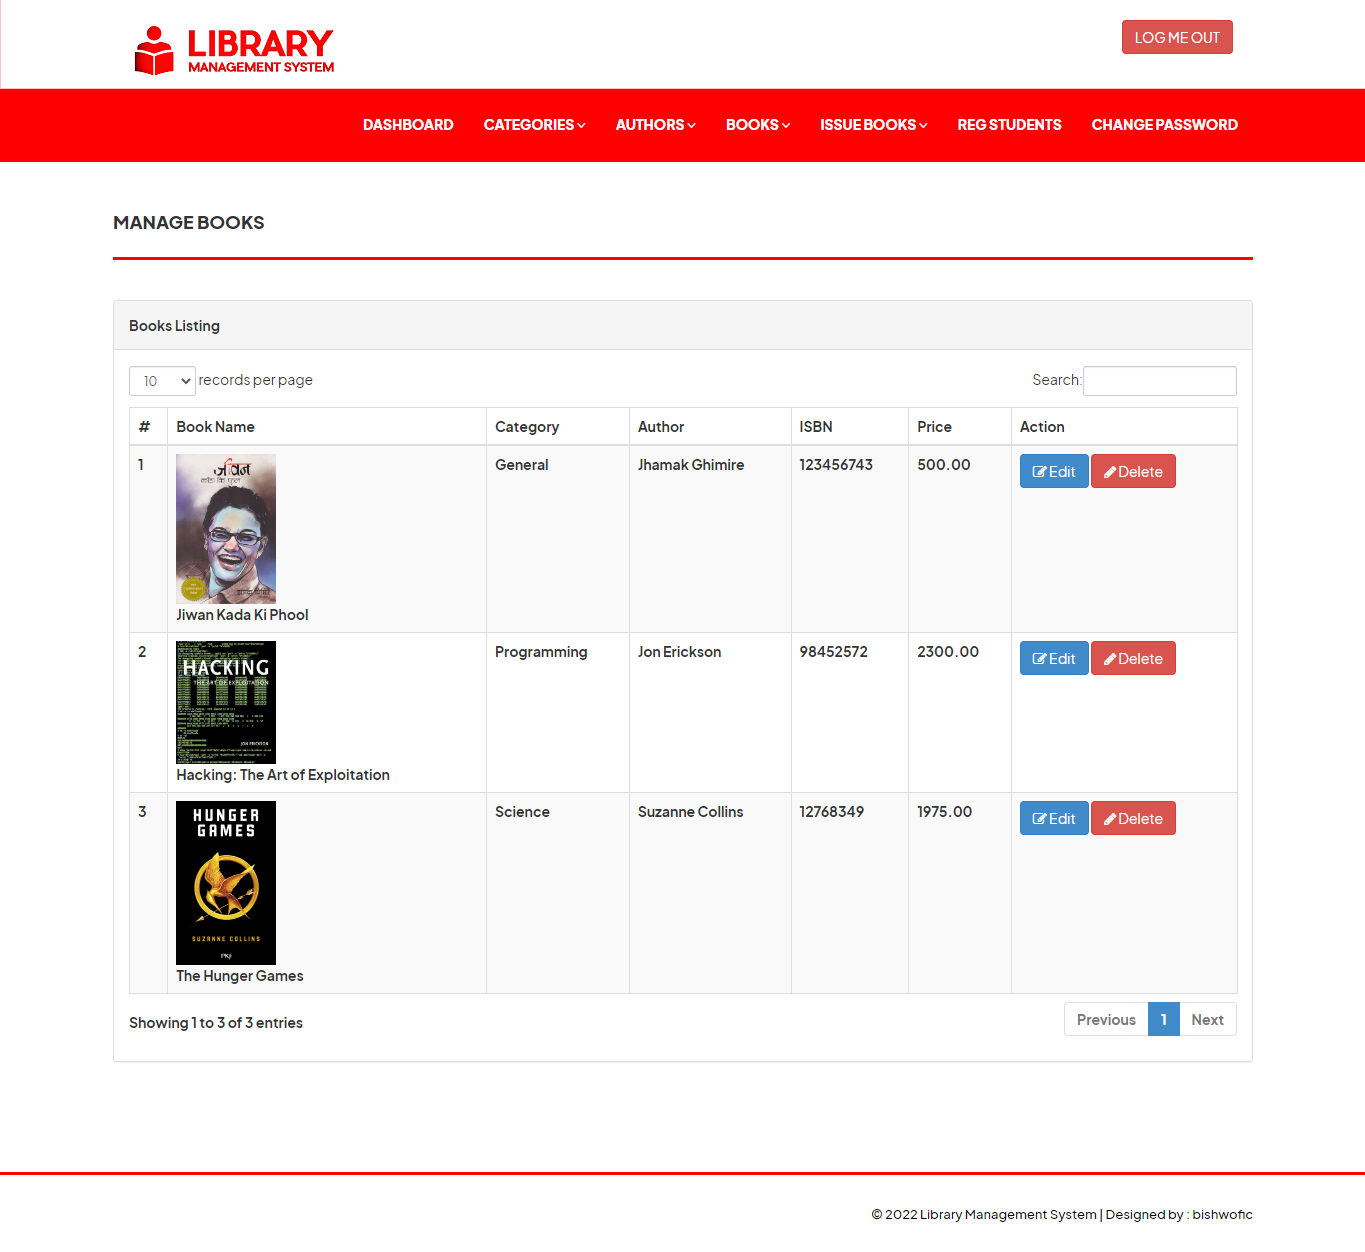 LIBRARY
MANAGEMENT SYSTEM
LOG ME OUT
DASHBOARD CATEGORIES AUTHORS BOOKS ISSUE BOOKS REG STUDENTS CHANGE PASSWORD
MANAGE BOOKS
Books Listing
10 records per page Search:
# Book Name Category Author ISBN Price Action
1 General Jhamak Ghimire 123456743 500.00 Edit Delete
जीवन
काँडा कि फूल
Jiwan Kada Ki Phool
2 Programming Jon Erickson 98452572 2300.00 Edit Delete
HACKING
THE ART OF EXPLOITATION
JON ERICKSON
Hacking: The Art of Exploitation
3 Science Suzanne Collins 12768349 1975.00 Edit Delete
HUNGER
GAMES
SUZANNE COLLINS
PKJ
The Hunger Games
Showing 1 to 3 of 3 entries Previous 1 Next
© 2022 Library Management System | Designed by : bishwofic